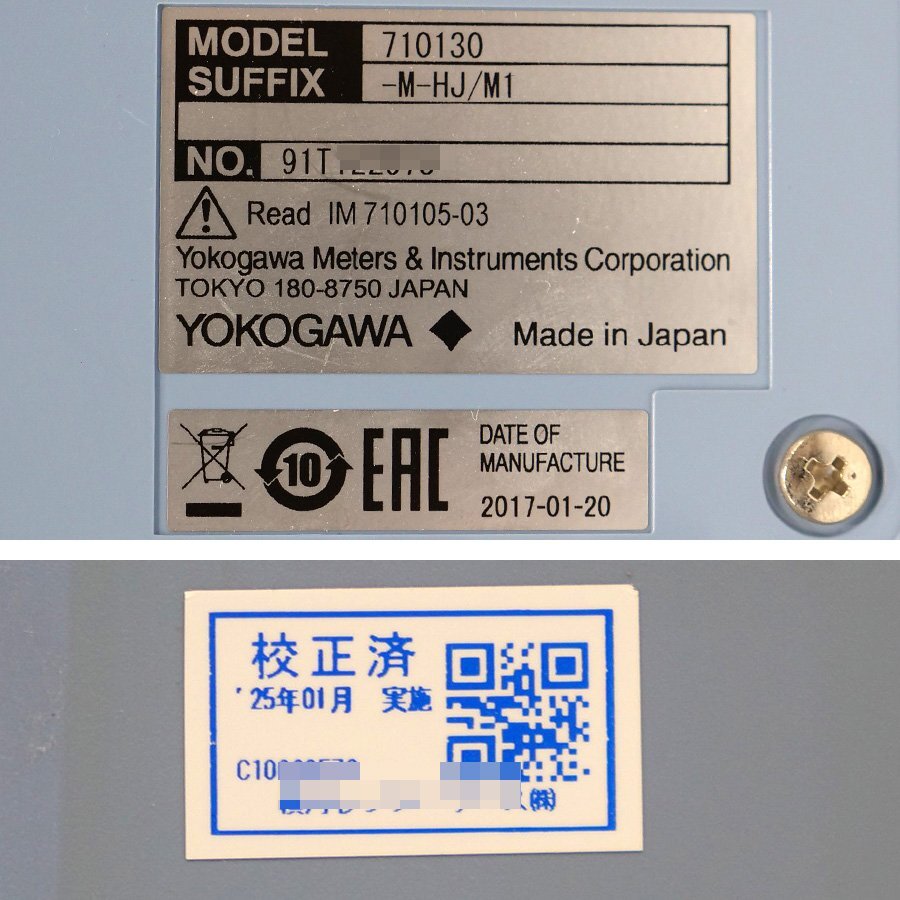 MODEL 710130
SUFFIX -M-HJ/M1
NO. 91T
Read IM 710105-03
Yokogawa Meters & Instruments Corporation
TOKYO 180-8750 JAPAN
YOKOGAWA Made in Japan
10 EAC
DATE OF
MANUFACTURE
2017-01-20
校正済
'25年01月 実施
C10
㈱